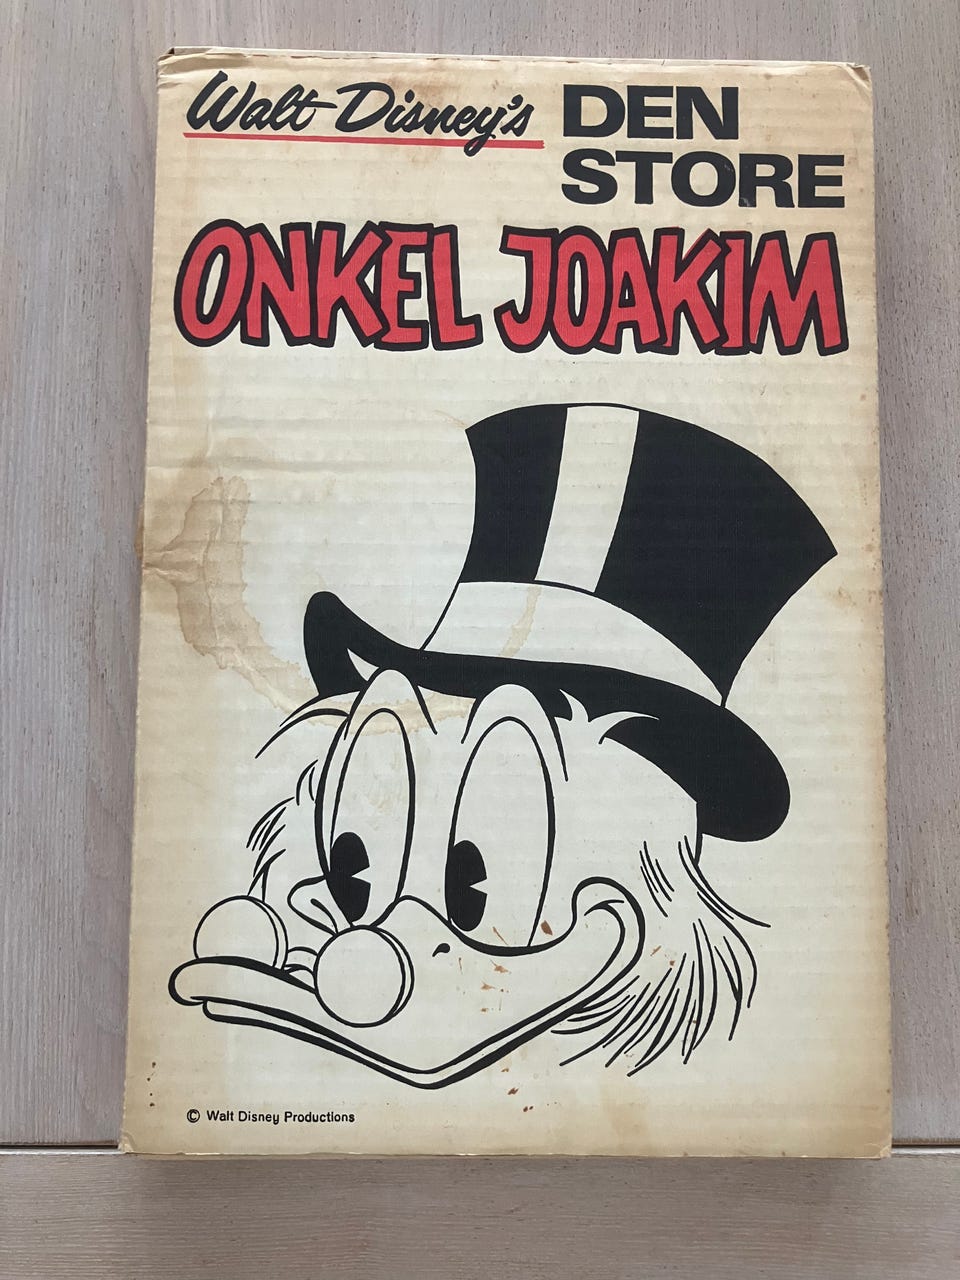 Walt Disney's DEN
STORE
ONKEL JOAKIM
© Walt Disney Productions